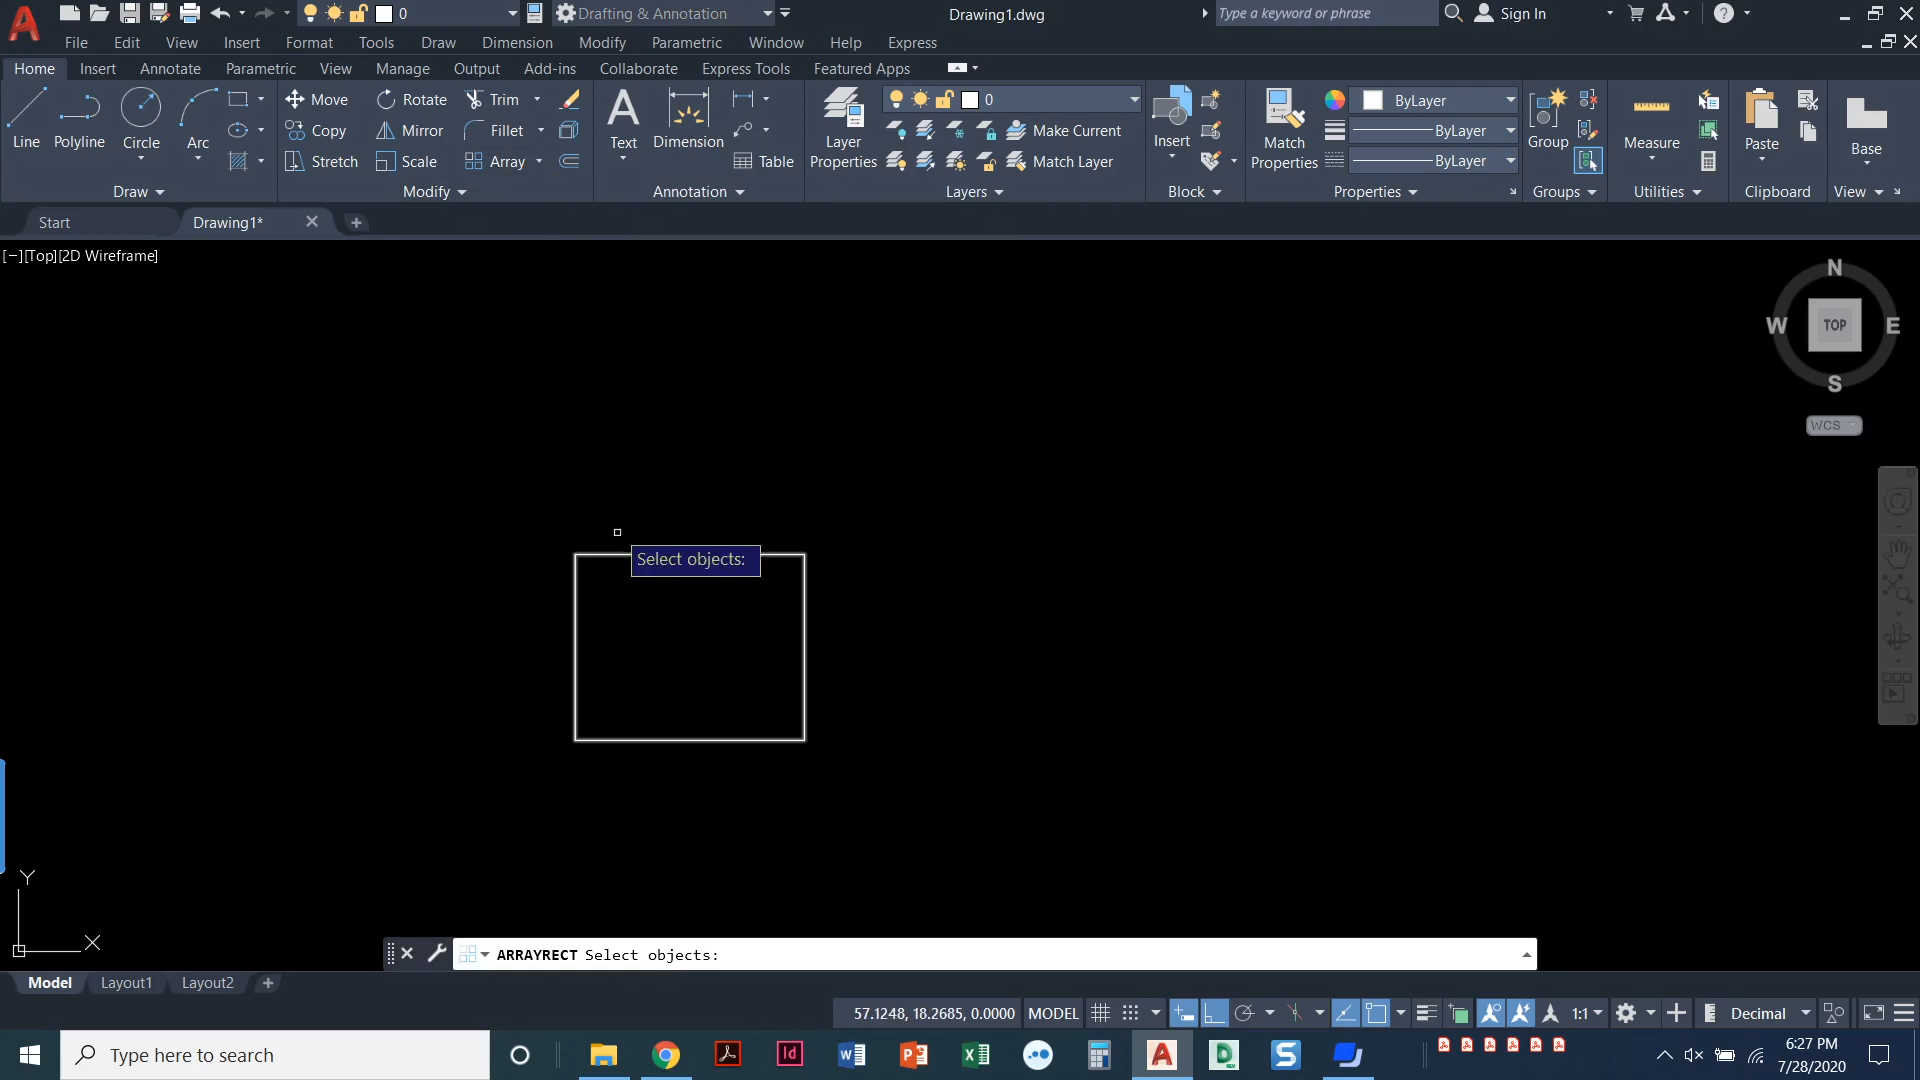 0
Drafting & Annotation
Drawing1.dwg
Type a keyword or phrase
Sign In
File Edit View Insert Format Tools Draw Dimension Modify Parametric Window Help Express
Home Insert Annotate Parametric View Manage Output Add-ins Collaborate Express Tools Featured Apps
Line
Polyline
Circle
Arc
Draw
Move Rotate Trim
Copy Mirror Fillet
Stretch Scale Array
Modify
Text
Dimension
Table
Annotation
Layer
Properties
0
Make Current
Match Layer
Layers
Insert
Block
Match
Properties
ByLayer
ByLayer
ByLayer
Properties
Group
Groups
Measure
Utilities
Paste
Clipboard
Base
View
Start
Drawing1*
[−][Top][2D Wireframe]
N
W TOP E
S
WCS
Select objects:
Y
X
ARRAYRECT Select objects:
Model Layout1 Layout2
57.1248, 18.2685, 0.0000 MODEL 1:1 Decimal
Type here to search
6:27 PM
7/28/2020